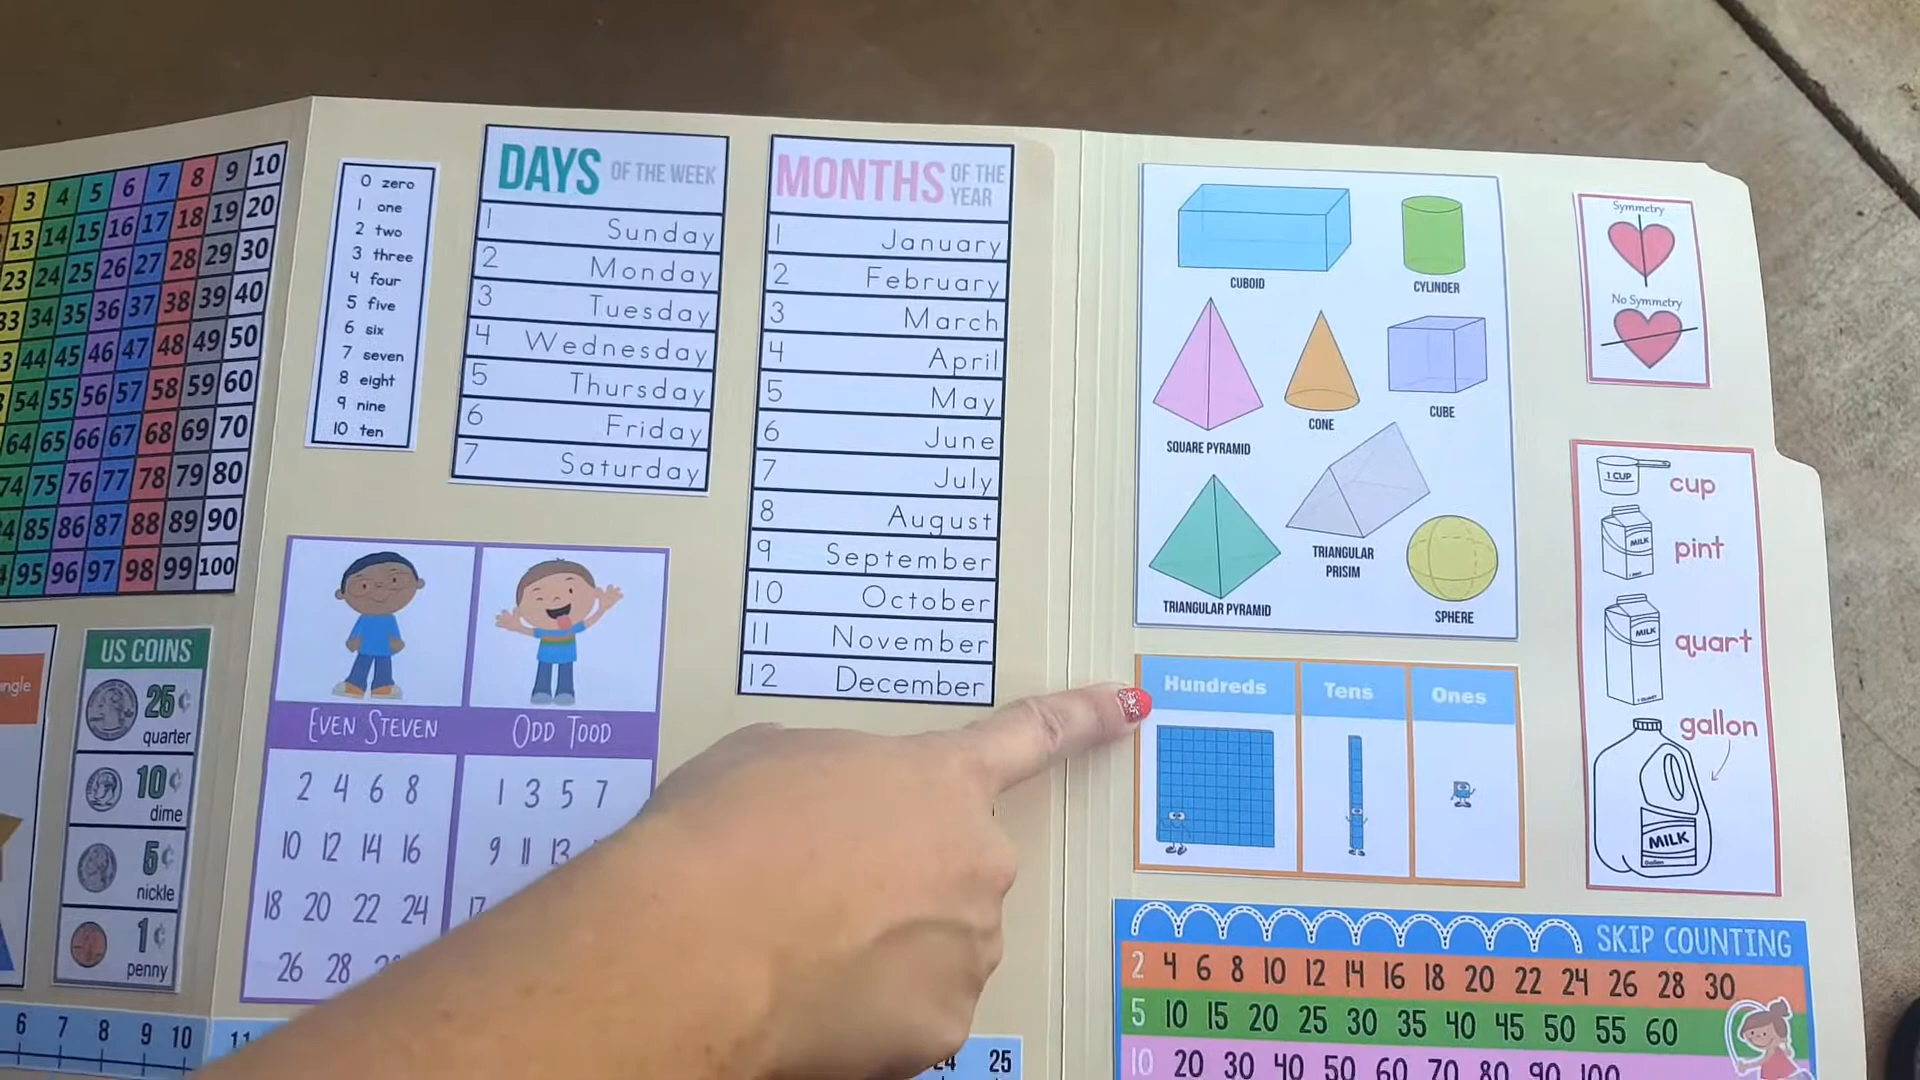 3 4 5 6 7 8 9 10
13 14 15 16 17 18 19 20
23 24 25 26 27 28 29 30
33 34 35 36 37 38 39 40
44 45 46 47 48 49 50
54 55 56 57 58 59 60
64 65 66 67 68 69 70
74 75 76 77 78 79 80
85 86 87 88 89 90
95 96 97 98 99 100
US COINS
25¢
quarter
10¢
dime
5¢
nickle
1¢
penny
0 zero
1 one
2 two
3 three
4 four
5 five
6 six
7 seven
8 eight
9 nine
10 ten
DAYS OF THE WEEK
1 Sunday
2 Monday
3 Tuesday
4 Wednesday
5 Thursday
6 Friday
7 Saturday
MONTHS OF THE YEAR
1 January
2 February
3 March
4 April
5 May
6 June
7 July
8 August
9 September
10 October
11 November
12 December
EVEN STEVEN
2 4 6 8
10 12 14 16
18 20 22 24
26 28
ODD TOOD
1 3 5 7
9 11 13
17
6 7 8 9 10
11
25
CUBOID
CYLINDER
SQUARE PYRAMID
CONE
CUBE
TRIANGULAR PYRAMID
TRIANGULAR
PRISIM
SPHERE
Symmetry
No Symmetry
1 CUP
cup
MILK
pint
MILK
quart
gallon
MILK
Gallon
Hundreds
Tens
Ones
SKIP COUNTING
2 4 6 8 10 12 14 16 18 20 22 24 26 28 30
5 10 15 20 25 30 35 40 45 50 55 60
10 20 30 40 50 60 70 80 90 100